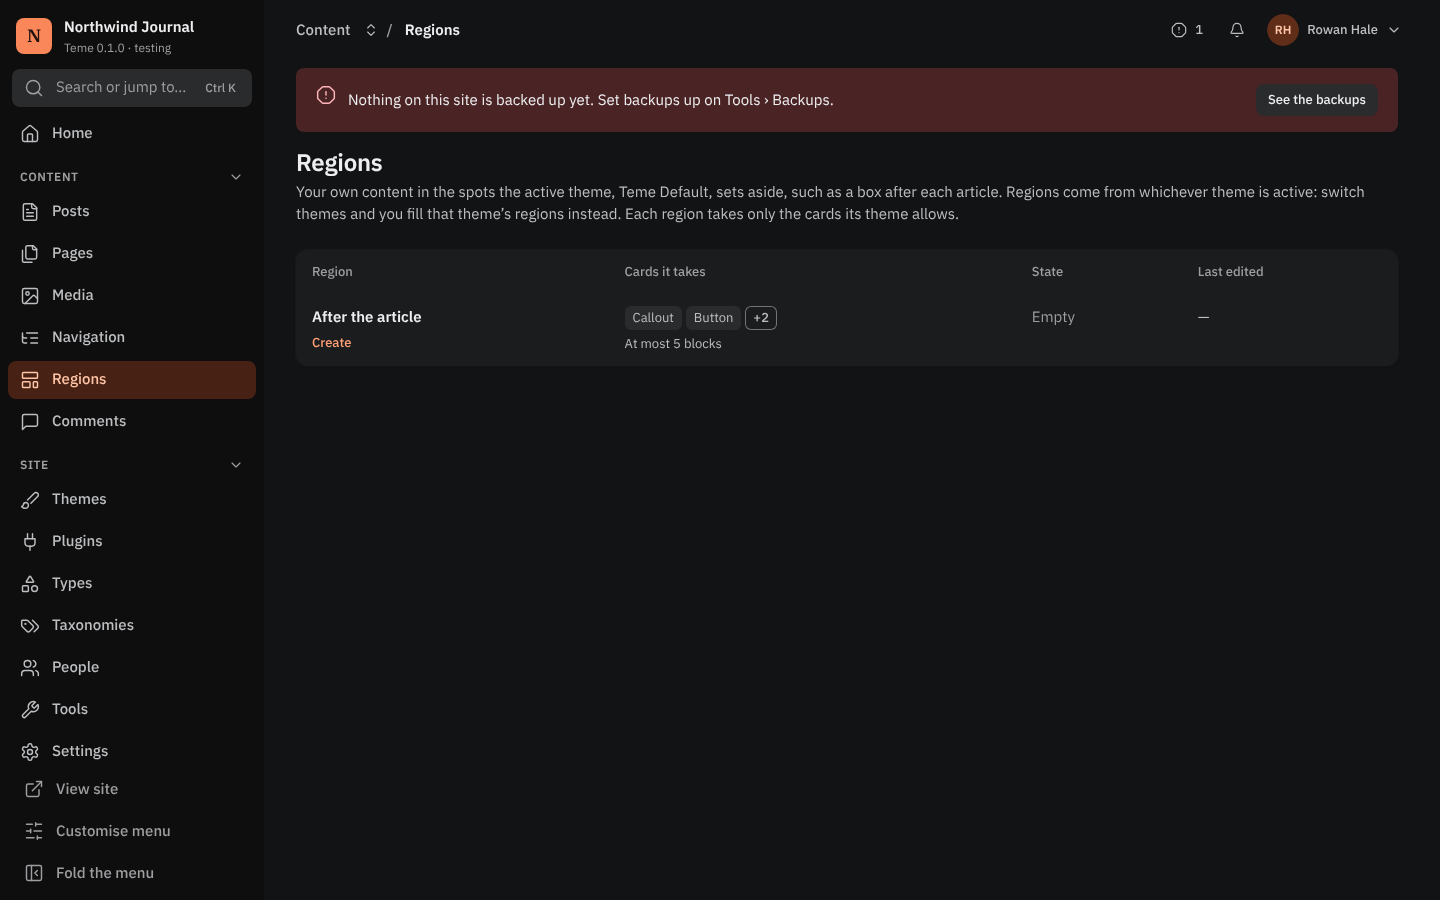 N
Northwind Journal
Teme 0.1.0 · testing
Search or jump to...
Ctrl K
Home
CONTENT
Posts
Pages
Media
Navigation
Regions
Comments
SITE
Themes
Plugins
Types
Taxonomies
People
Tools
Settings
View site
Customise menu
Fold the menu
Content / Regions
1
RH
Rowan Hale
Nothing on this site is backed up yet. Set backups up on Tools › Backups.
See the backups
Regions
Your own content in the spots the active theme, Teme Default, sets aside, such as a box after each article. Regions come from whichever theme is active: switch
themes and you fill that theme’s regions instead. Each region takes only the cards its theme allows.
Region Cards it takes State Last edited
After the article Callout Button +2 Empty —
Create At most 5 blocks